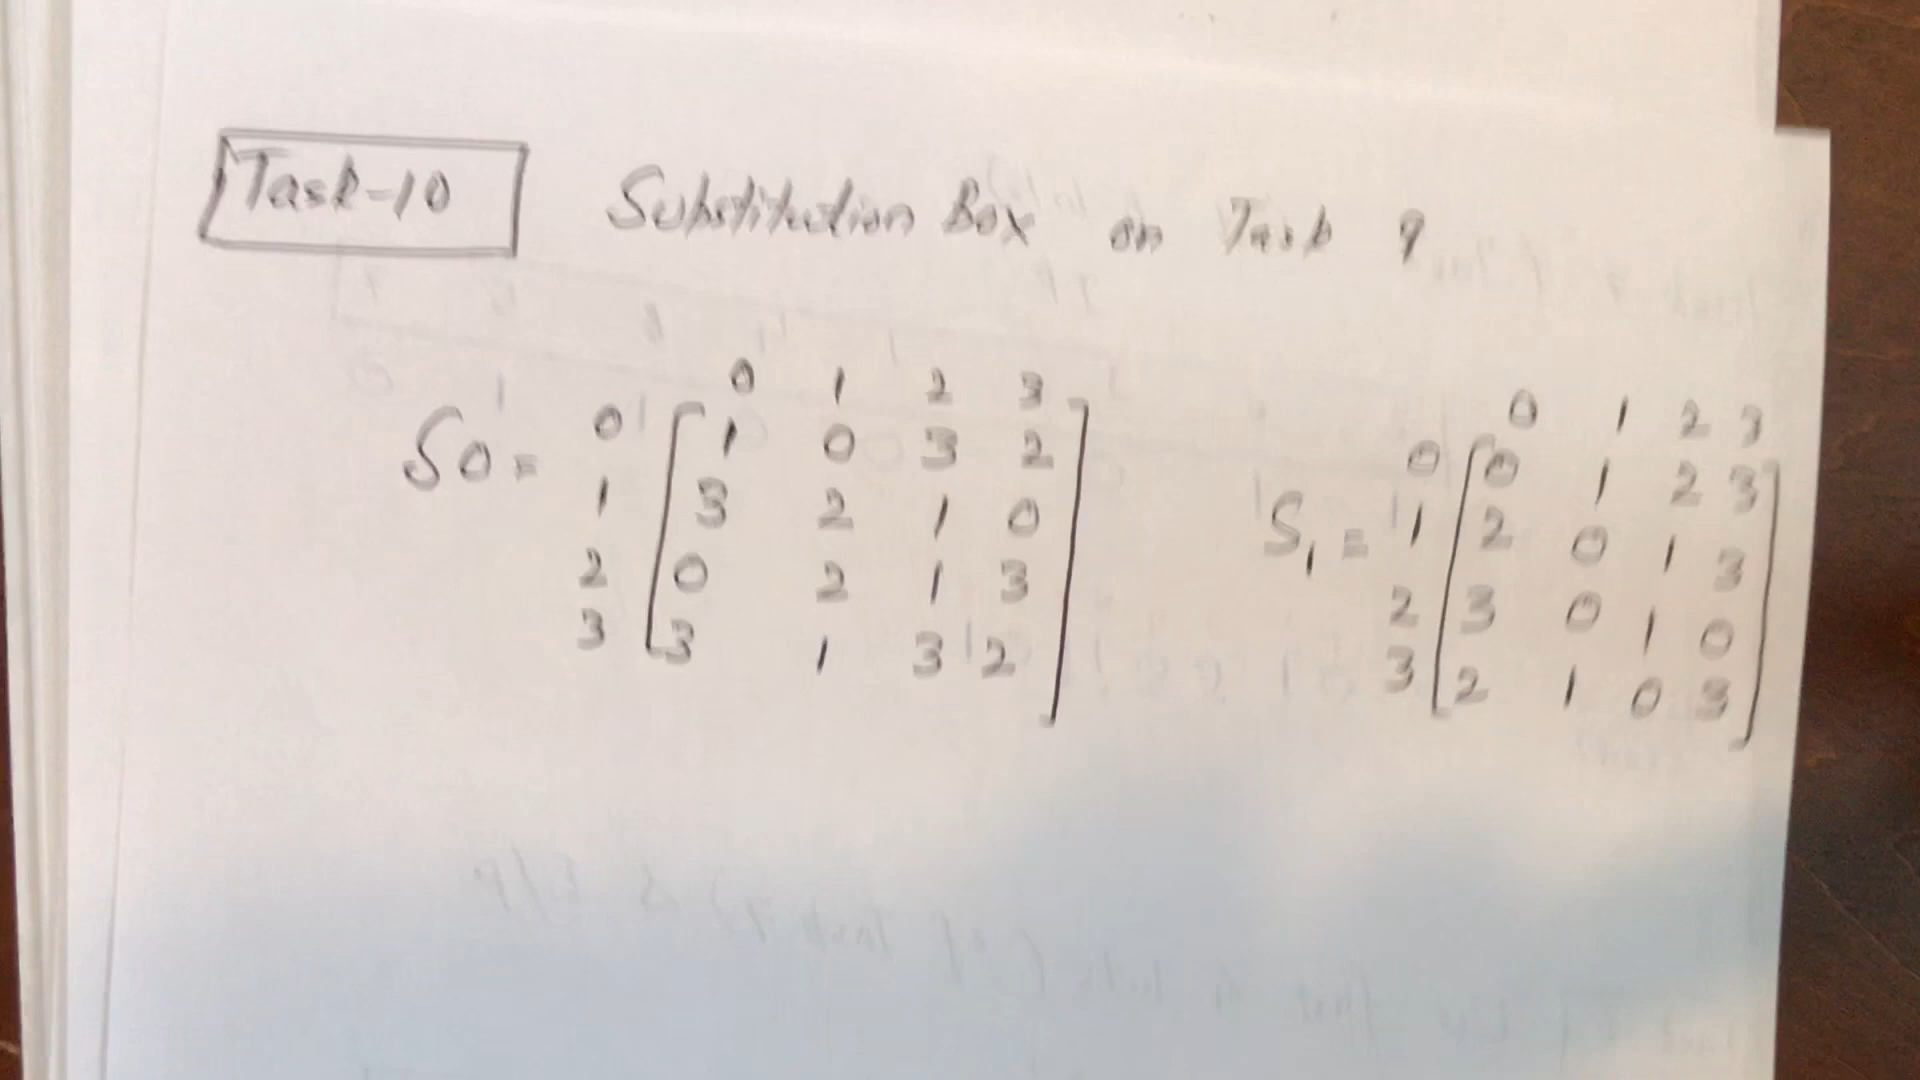 Task-10 Substitution Box on Task 9
0 1 2 3
S0= 0 1 0 3 2
1 3 2 1 0
2 0 2 1 3
3 3 1 3 2
0 1 2 3
0 0 1 2 3
S1 = 1 2 0 1 3
2 3 0 1 0
3 2 1 0 3